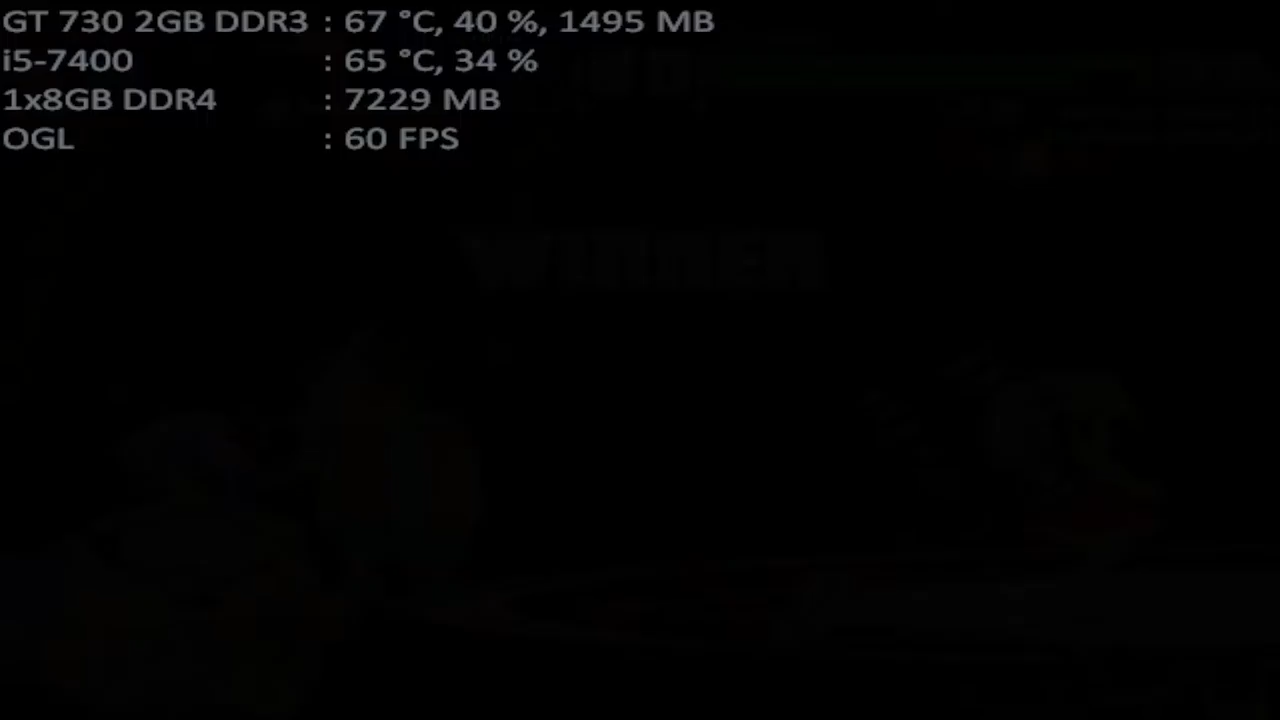 GT 730 2GB DDR3 : 67 °C, 40 %, 1495 MB
i5-7400 : 65 °C, 34 %
1x8GB DDR4 : 7229 MB
OGL : 60 FPS
WINNER